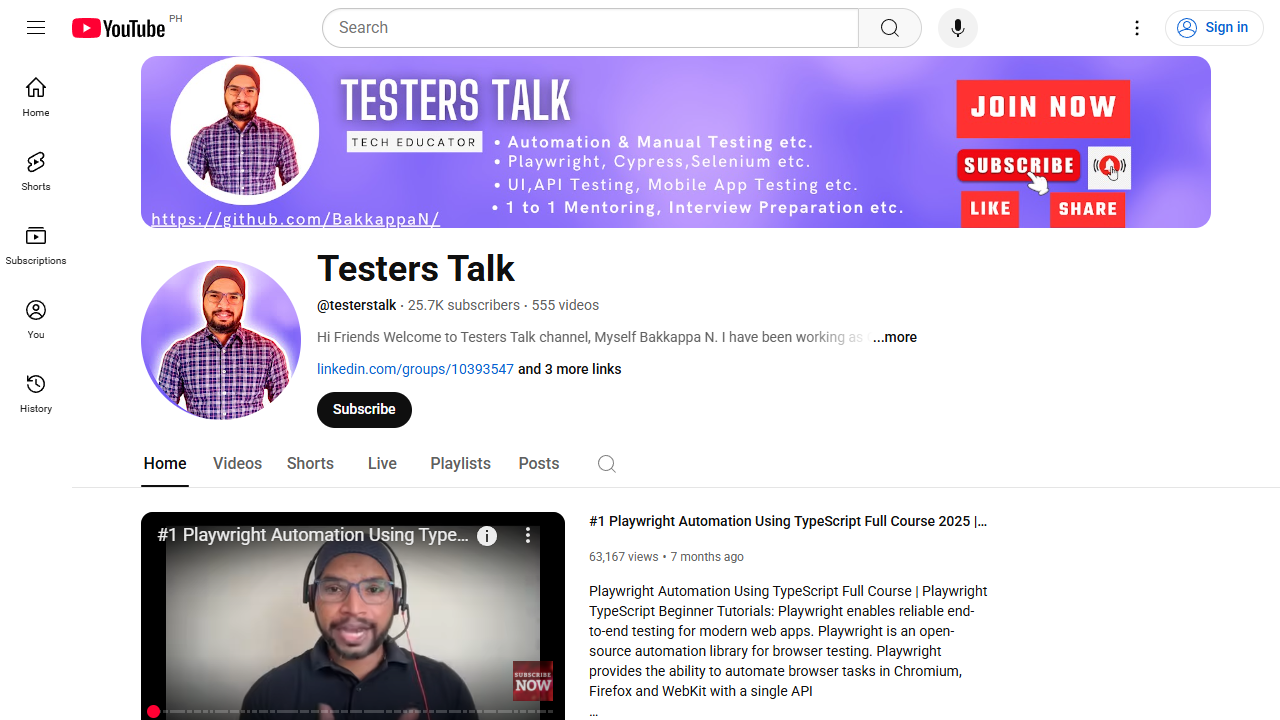 YouTube PH
Search
Sign in
Home
Shorts
Subscriptions
You
History
TESTERS TALK
TECH EDUCATOR
• Automation & Manual Testing etc.
• Playwright, Cypress,Selenium etc.
• UI,API Testing, Mobile App Testing etc.
• 1 to 1 Mentoring, Interview Preparation etc.
https://github.com/BakkappaN/
JOIN NOW
SUBSCRIBE
LIKE
SHARE
Testers Talk
@testerstalk · 25.7K subscribers · 555 videos
Hi Friends Welcome to Testers Talk channel, Myself Bakkappa N. I have been working as ...more
linkedin.com/groups/10393547 and 3 more links
Subscribe
Home Videos Shorts Live Playlists Posts
#1 Playwright Automation Using Type...
SUBSCRIBE
NOW
#1 Playwright Automation Using TypeScript Full Course 2025 |...
63,167 views • 7 months ago
Playwright Automation Using TypeScript Full Course | Playwright
TypeScript Beginner Tutorials: Playwright enables reliable end-
to-end testing for modern web apps. Playwright is an open-
source automation library for browser testing. Playwright
provides the ability to automate browser tasks in Chromium,
Firefox and WebKit with a single API
...